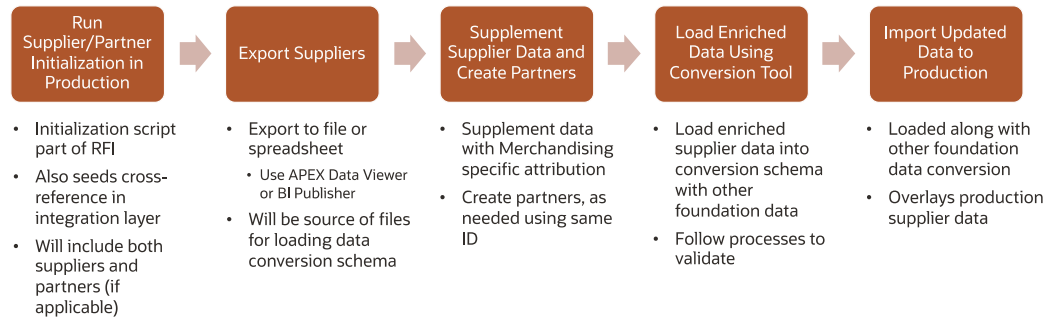 Run
Supplier/Partner
Initialization in
Production
Export Suppliers
Supplement
Supplier Data and
Create Partners
Load Enriched
Data Using
Conversion Tool
Import Updated
Data to
Production
• Initialization script
part of RFI
• Also seeds cross-
reference in
integration layer
• Will include both
suppliers and
partners (if
applicable)
• Export to file or
spreadsheet
• Use APEX Data Viewer
or BI Publisher
• Will be source of files
for loading data
conversion schema
• Supplement data
with Merchandising
specific attribution
• Create partners, as
needed using same
ID
• Load enriched
supplier data into
conversion schema
with other
foundation data
• Follow processes to
validate
• Loaded along with
other foundation
data conversion
• Overlays production
supplier data